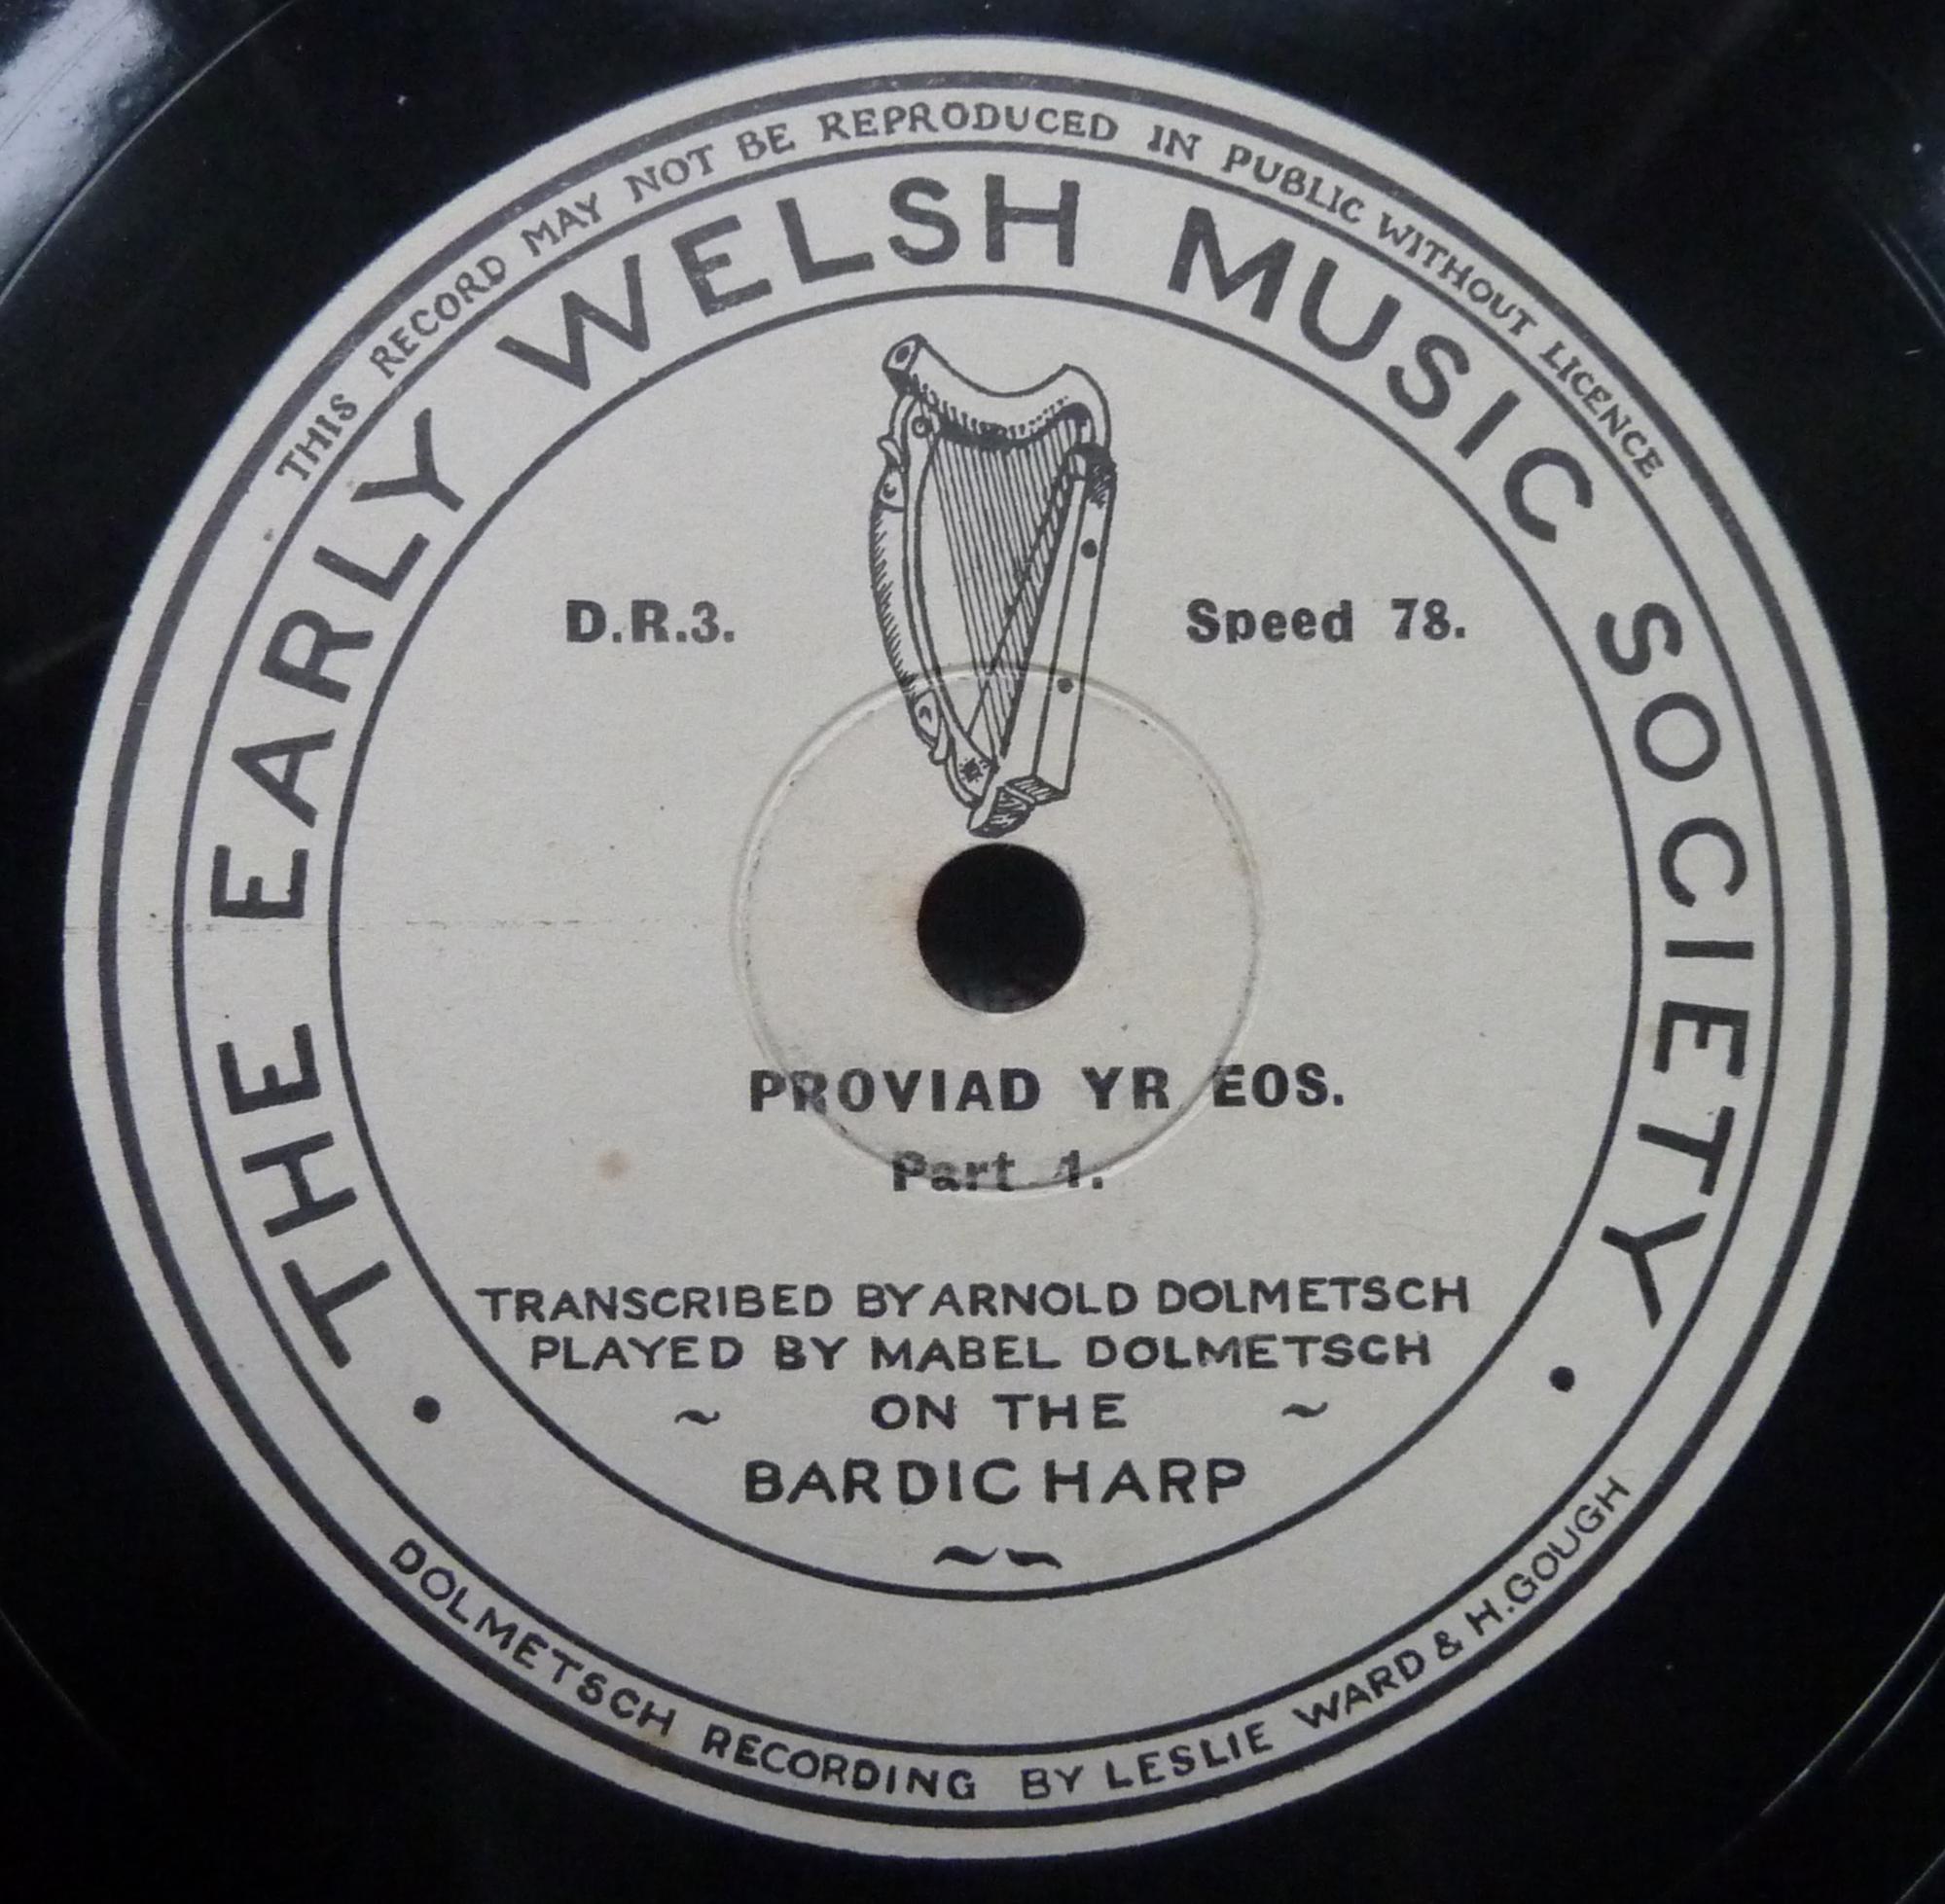 THIS RECORD MAY NOT BE REPRODUCED IN PUBLIC WITHOUT LICENCE
THE EARLY WELSH MUSIC SOCIETY
D.R.3. Speed 78.
PROVIAD YR EOS.
Part 1.
TRANSCRIBED BY ARNOLD DOLMETSCH
PLAYED BY MABEL DOLMETSCH
~ ON THE ~
BARDIC HARP
DOLMETSCH RECORDING BY LESLIE WARD & H. GOUGH